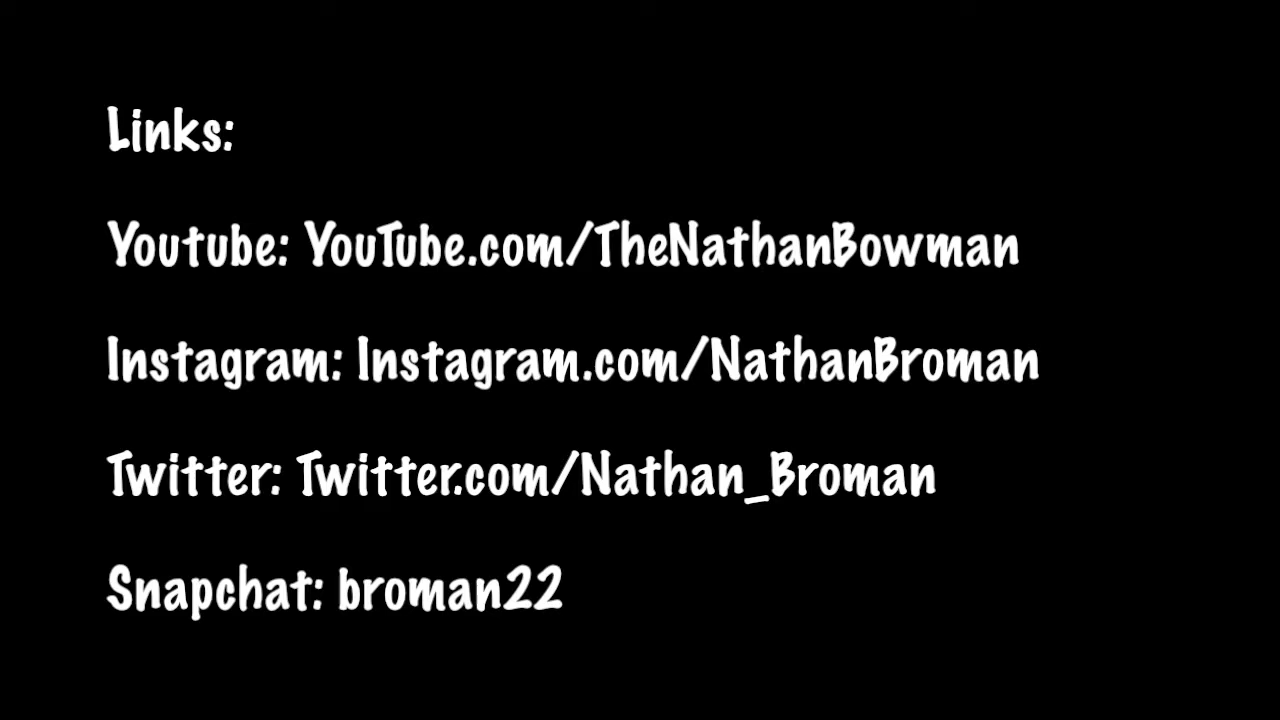 Links:
Youtube: YouTube.com/TheNathanBowman
Instagram: Instagram.com/NathanBroman
Twitter: Twitter.com/Nathan_Broman
Snapchat: broman22